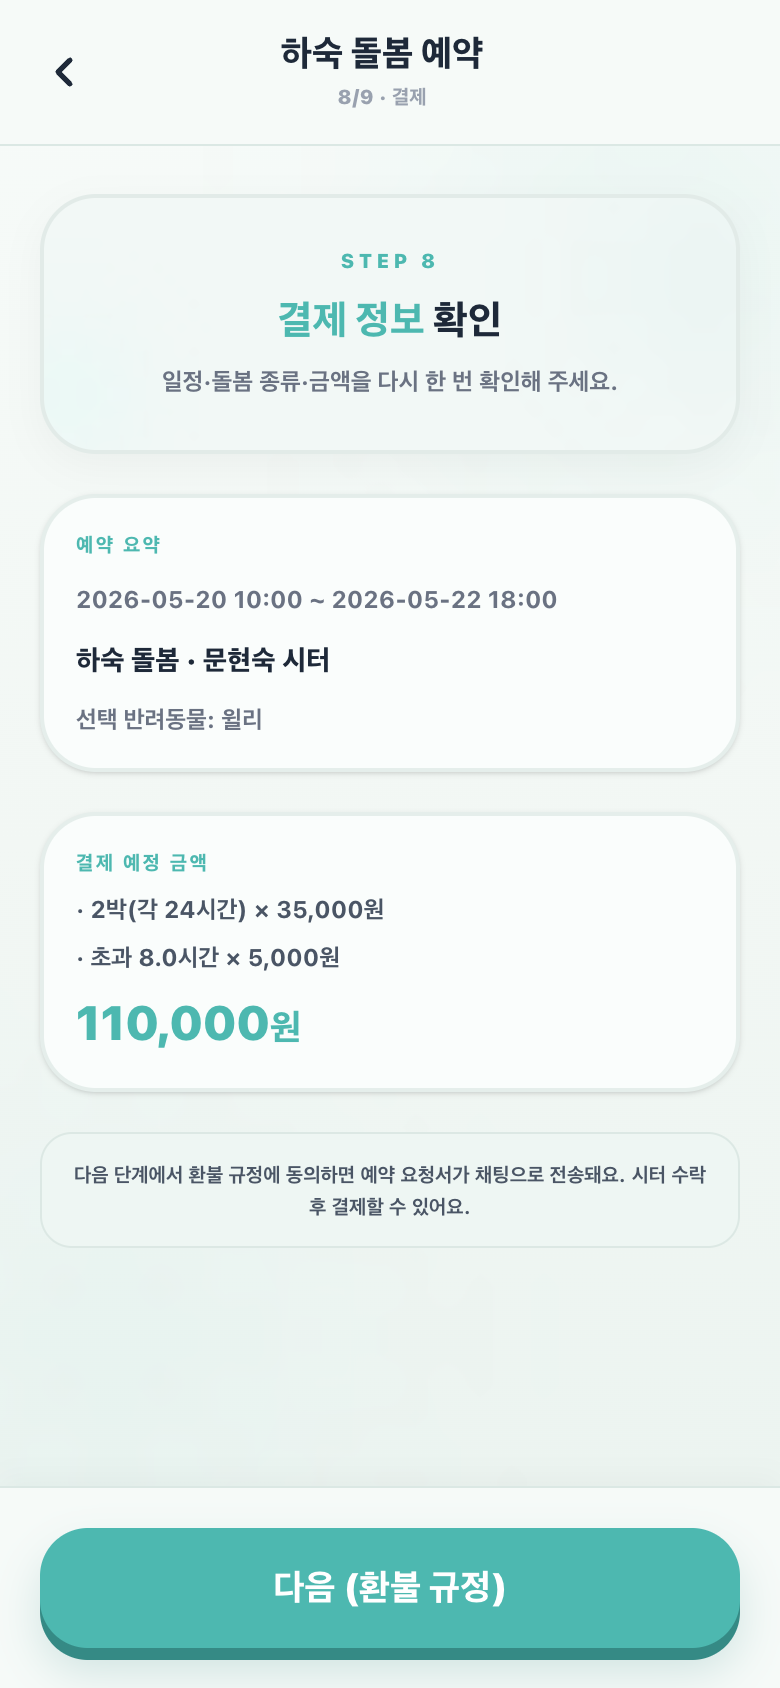 하숙 돌봄 예약
8/9 · 결제
STEP 8
결제 정보 확인
일정·돌봄 종류·금액을 다시 한 번 확인해 주세요.
예약 요약
2026-05-20 10:00 ~ 2026-05-22 18:00
하숙 돌봄 · 문현숙 시터
선택 반려동물: 윌리
결제 예정 금액
· 2박(각 24시간) × 35,000원
· 초과 8.0시간 × 5,000원
110,000원
다음 단계에서 환불 규정에 동의하면 예약 요청서가 채팅으로 전송돼요. 시터 수락
후 결제할 수 있어요.
다음 (환불 규정)